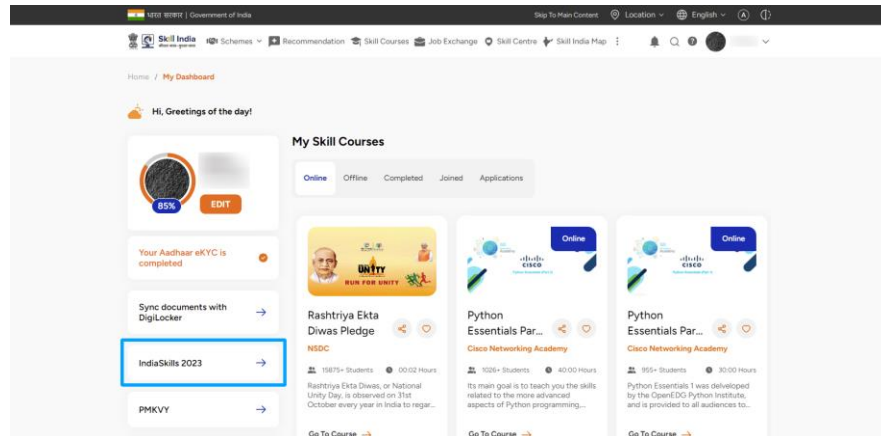 भारत सरकार | Government of India
Skip To Main Content
Location
English
A
Skill India
Schemes
Recommendation
Skill Courses
Job Exchange
Skill Centre
Skill India Map
Home / My Dashboard
Hi, Greetings of the day!
85%
EDIT
Your Aadhaar eKYC is
completed
Sync documents with
DigiLocker
IndiaSkills 2023
PMKVY
My Skill Courses
Online
Offline
Completed
Joined
Applications
UNITY
RUN FOR UNITY
Rashtriya Ekta
Diwas Pledge
NSDC
15875+ Students
00:02 Hours
Rashtriya Ekta Diwas, or National
Unity Day, is observed on 31st
October every year in India to regar...
Go To Course
Online
CISCO
Python
Essentials Par...
Cisco Networking Academy
1026+ Students
40:00 Hours
Its main goal is to teach you the skills
related to the more advanced
aspects of Python programming,...
Go To Course
Online
CISCO
Python
Essentials Par...
Cisco Networking Academy
955+ Students
30:00 Hours
Python Essentials 1 was delveloped
by the OpenEDG Python Institute,
and is provided to all audiences to...
Go To Course